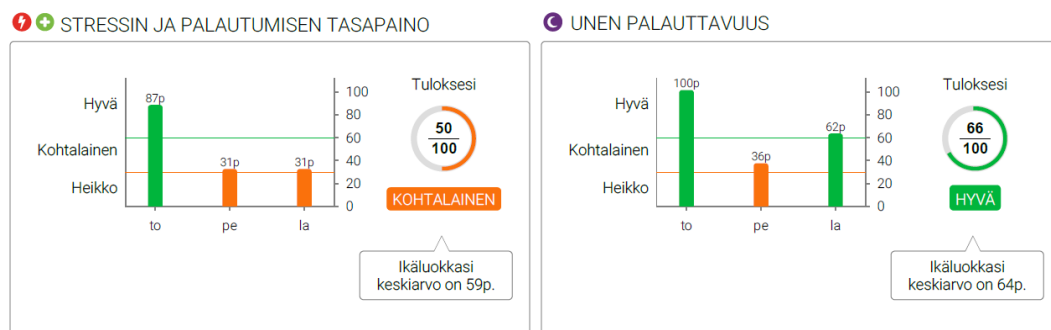 STRESSIN JA PALAUTUMISEN TASAPAINO
Hyvä
Kohtalainen
Heikko
87p
31p
31p
100
80
60
40
20
0
to
pe
la
Tuloksesi
50
100
KOHTALAINEN
Ikäluokkasi
keskiarvo on 59p.
UNEN PALAUTTAVUUS
Hyvä
Kohtalainen
Heikko
100p
36p
62p
100
80
60
40
20
0
to
pe
la
Tuloksesi
66
100
HYVÄ
Ikäluokkasi
keskiarvo on 64p.